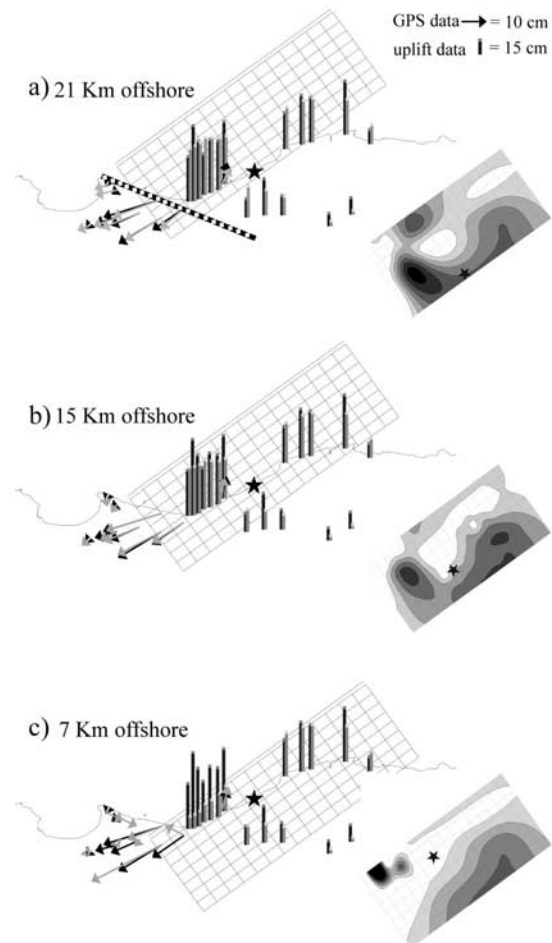 GPS data = 10 cm
uplift data = 15 cm
a) 21 Km offshore
b) 15 Km offshore
c) 7 Km offshore